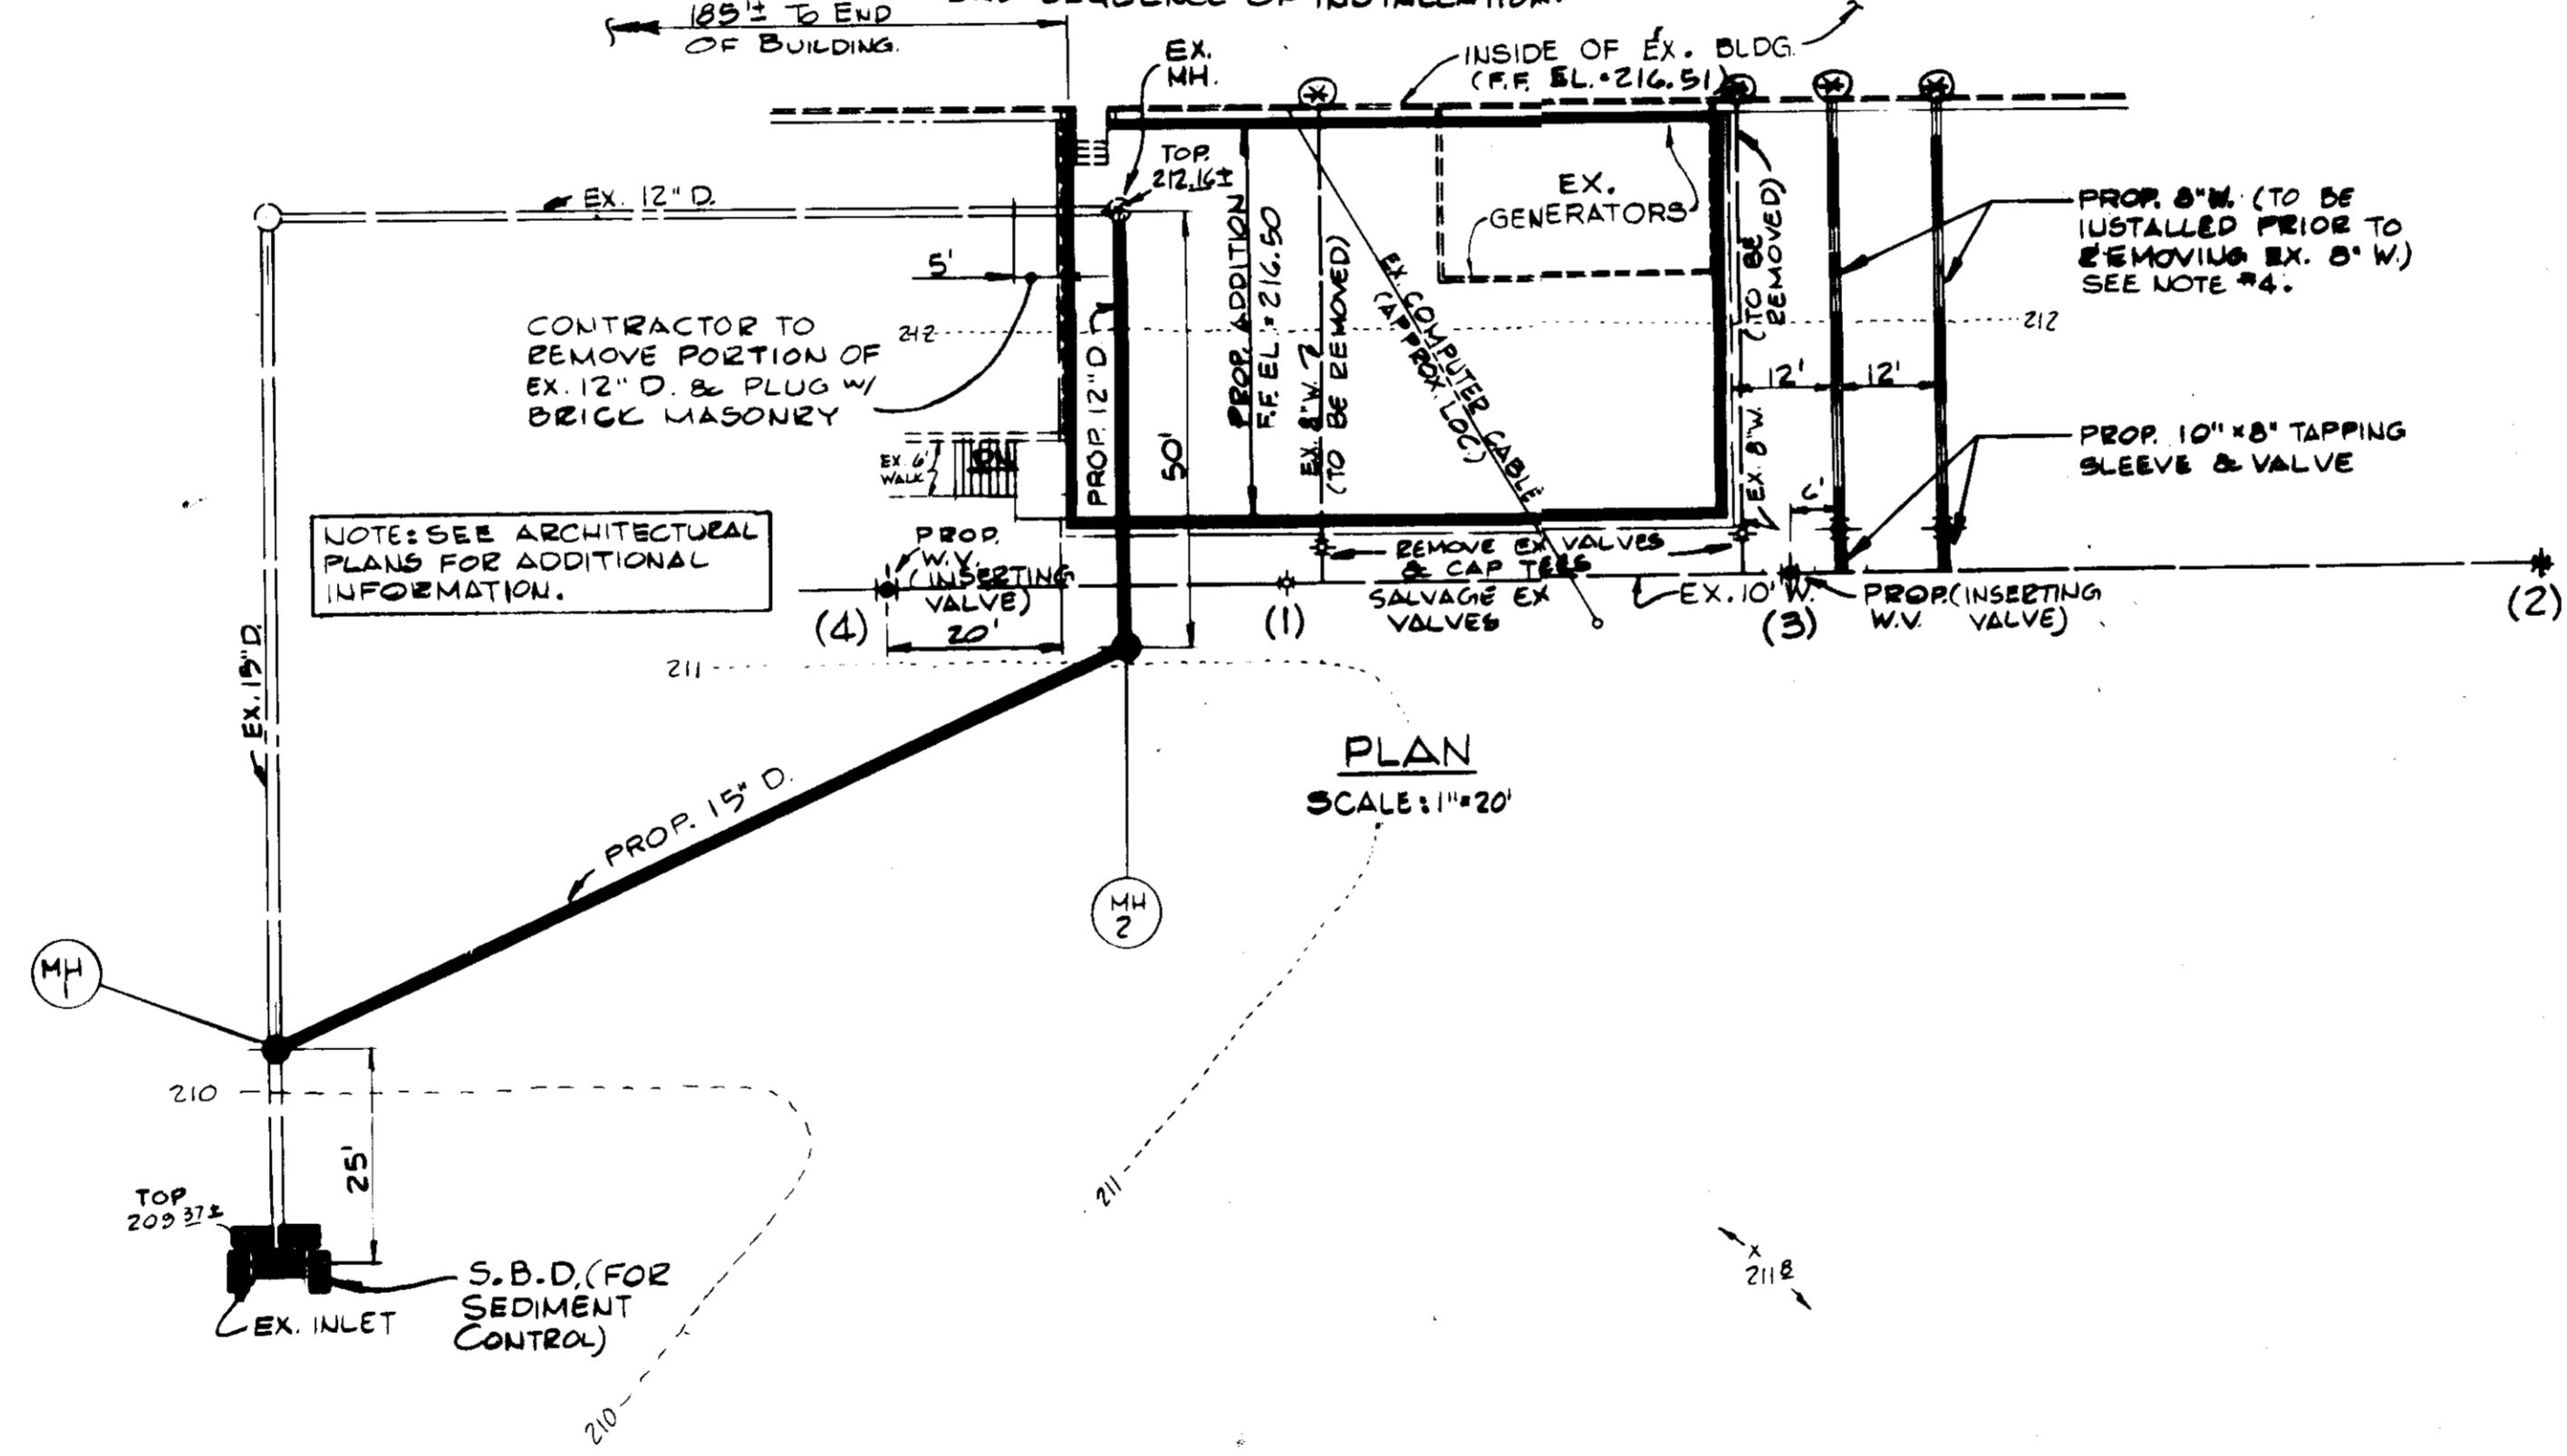 185'± TO END
OF BUILDING.
SEQUENCE OF INSTALLATION.
EX.
MH.
INSIDE OF EX. BLDG.
(F.F. EL.=216.51)
TOP.
212.16±
EX. 12" D.
5'
EX.
GENERATORS
PROP. ADDITION
F.F. EL.=216.50
EX. 8" W.
(TO BE REMOVED)
EX. COMPUTER CABLE
(APPROX. LOC.)
(TO BE
REMOVED)
EX. 8" W.
PROP. 8" W. (TO BE
INSTALLED PRIOR TO
REMOVING EX. 8" W.)
SEE NOTE #4.
CONTRACTOR TO
REMOVE PORTION OF
EX. 12" D. & PLUG W/
BRICK MASONRY
212
212
PROP. 12" D.
50'
12'
12'
6'
PROP. 10"x8" TAPPING
SLEEVE & VALVE
EX. 6'
WALK
DN
NOTE: SEE ARCHITECTURAL
PLANS FOR ADDITIONAL
INFORMATION.
PROP.
W.V.
(INSERTING
VALVE)
(4)
20'
(1)
REMOVE EX VALVES
& CAP TEES
SALVAGE EX
VALVES
EX. 10' W.
(3)
PROP. (INSERTING
W.V. VALVE)
(2)
211
EX. 15" D.
PROP. 15" D.
PLAN
SCALE: 1"=20'
MH
2
MH
1
210
25'
211
TOP
209 37±
S.B.D. (FOR
SEDIMENT
CONTROL)
EX. INLET
x
211 8
210